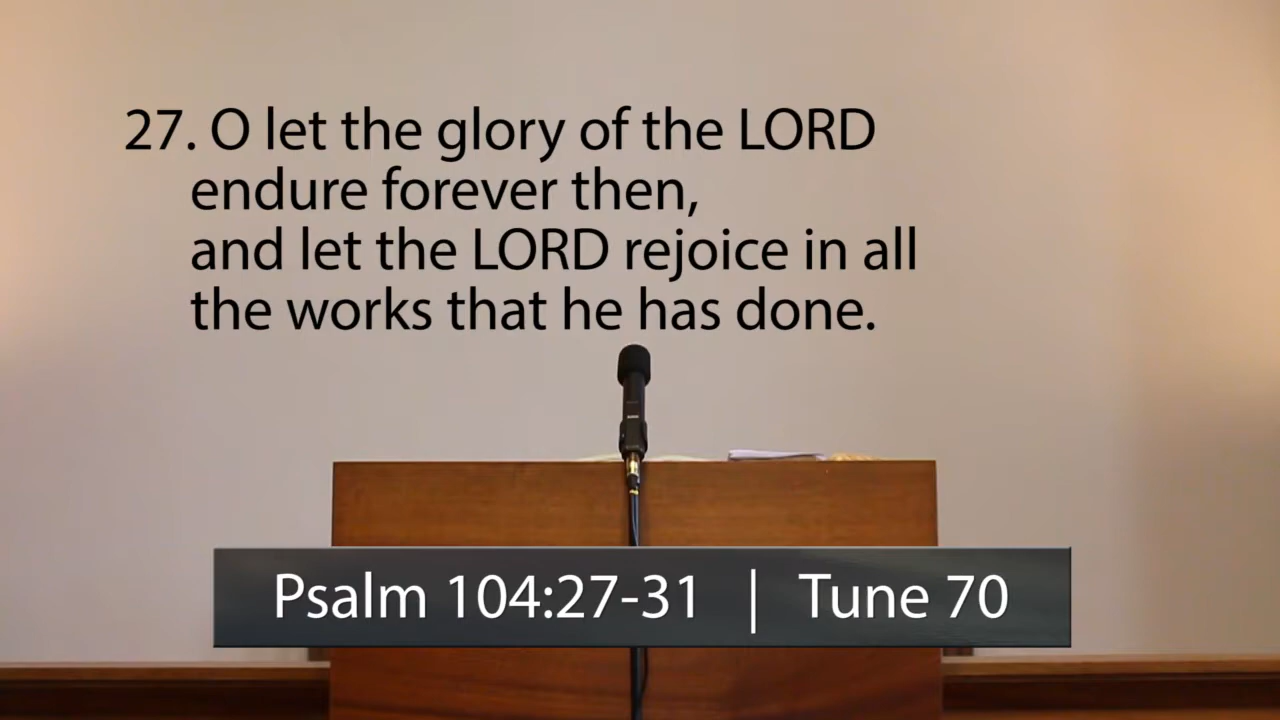 27. O let the glory of the LORD
endure forever then,
and let the LORD rejoice in all
the works that he has done.
Psalm 104:27-31 | Tune 70